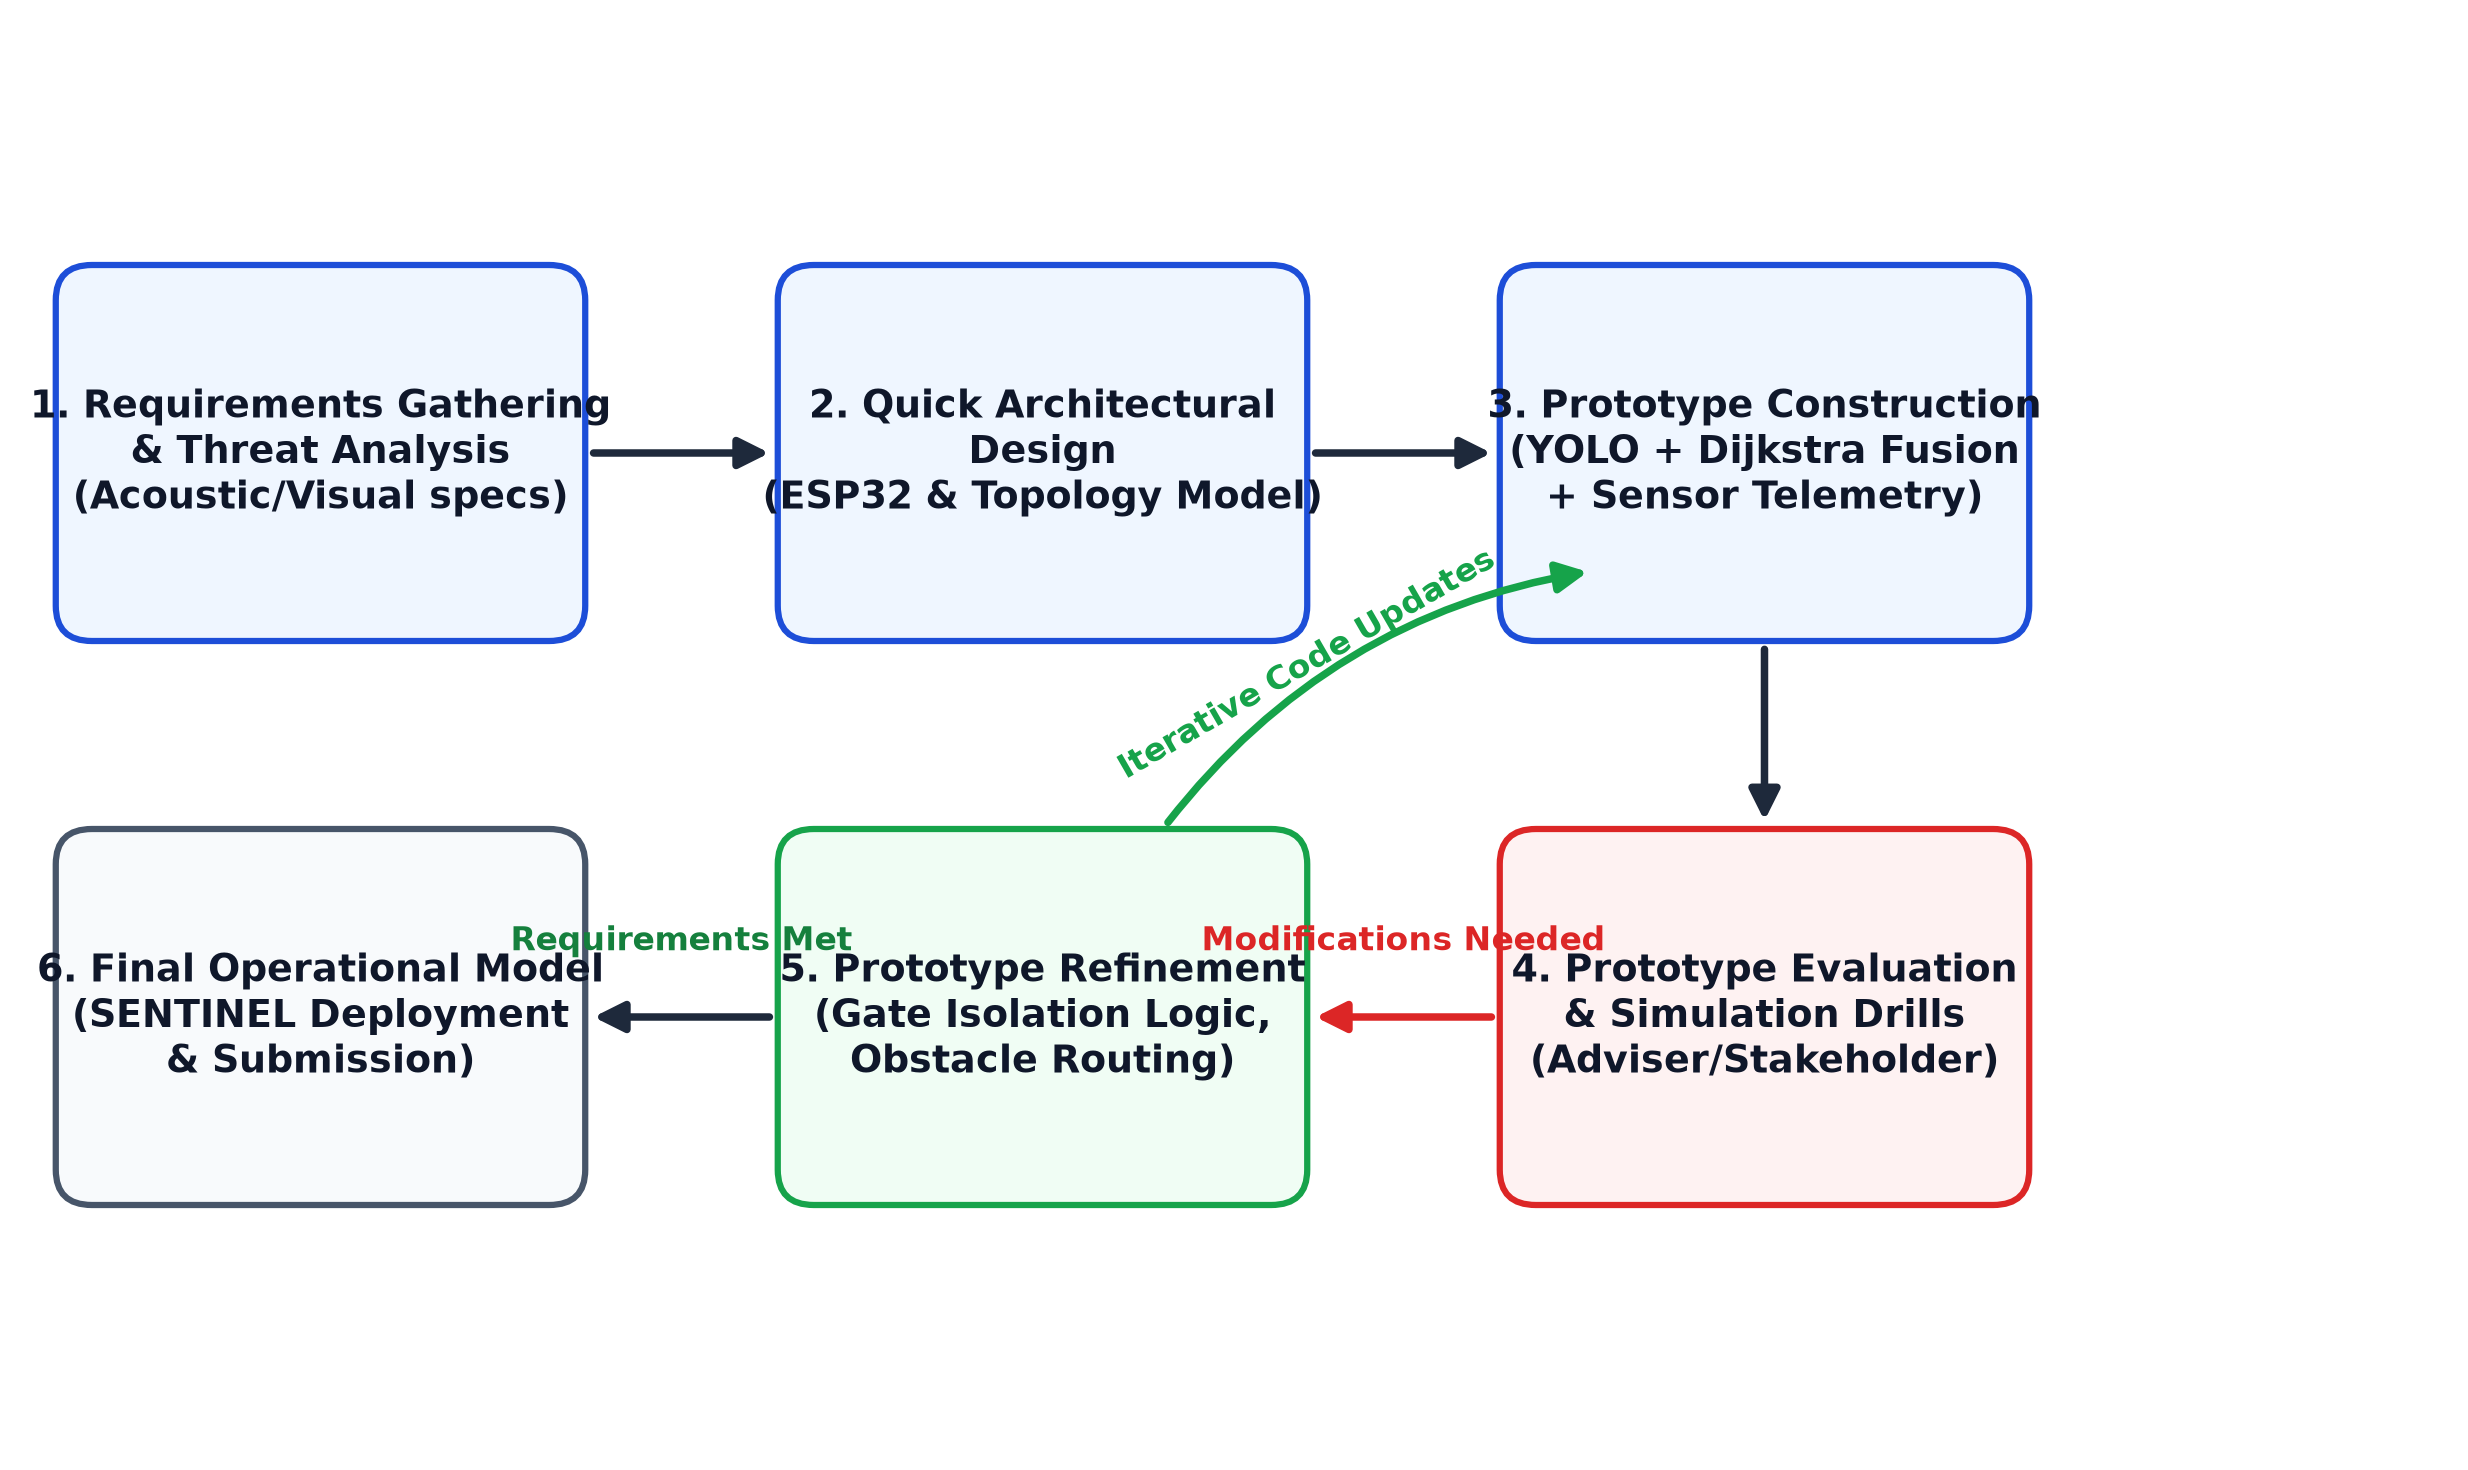 1. Requirements Gathering
& Threat Analysis
(Acoustic/Visual specs)
2. Quick Architectural
Design
(ESP32 & Topology Model)
3. Prototype Construction
(YOLO + Dijkstra Fusion
+ Sensor Telemetry)
Iterative Code Updates
Modifications Needed
4. Prototype Evaluation
& Simulation Drills
(Adviser/Stakeholder)
5. Prototype Refinement
(Gate Isolation Logic,
Obstacle Routing)
Requirements Met
6. Final Operational Model
(SENTINEL Deployment
& Submission)